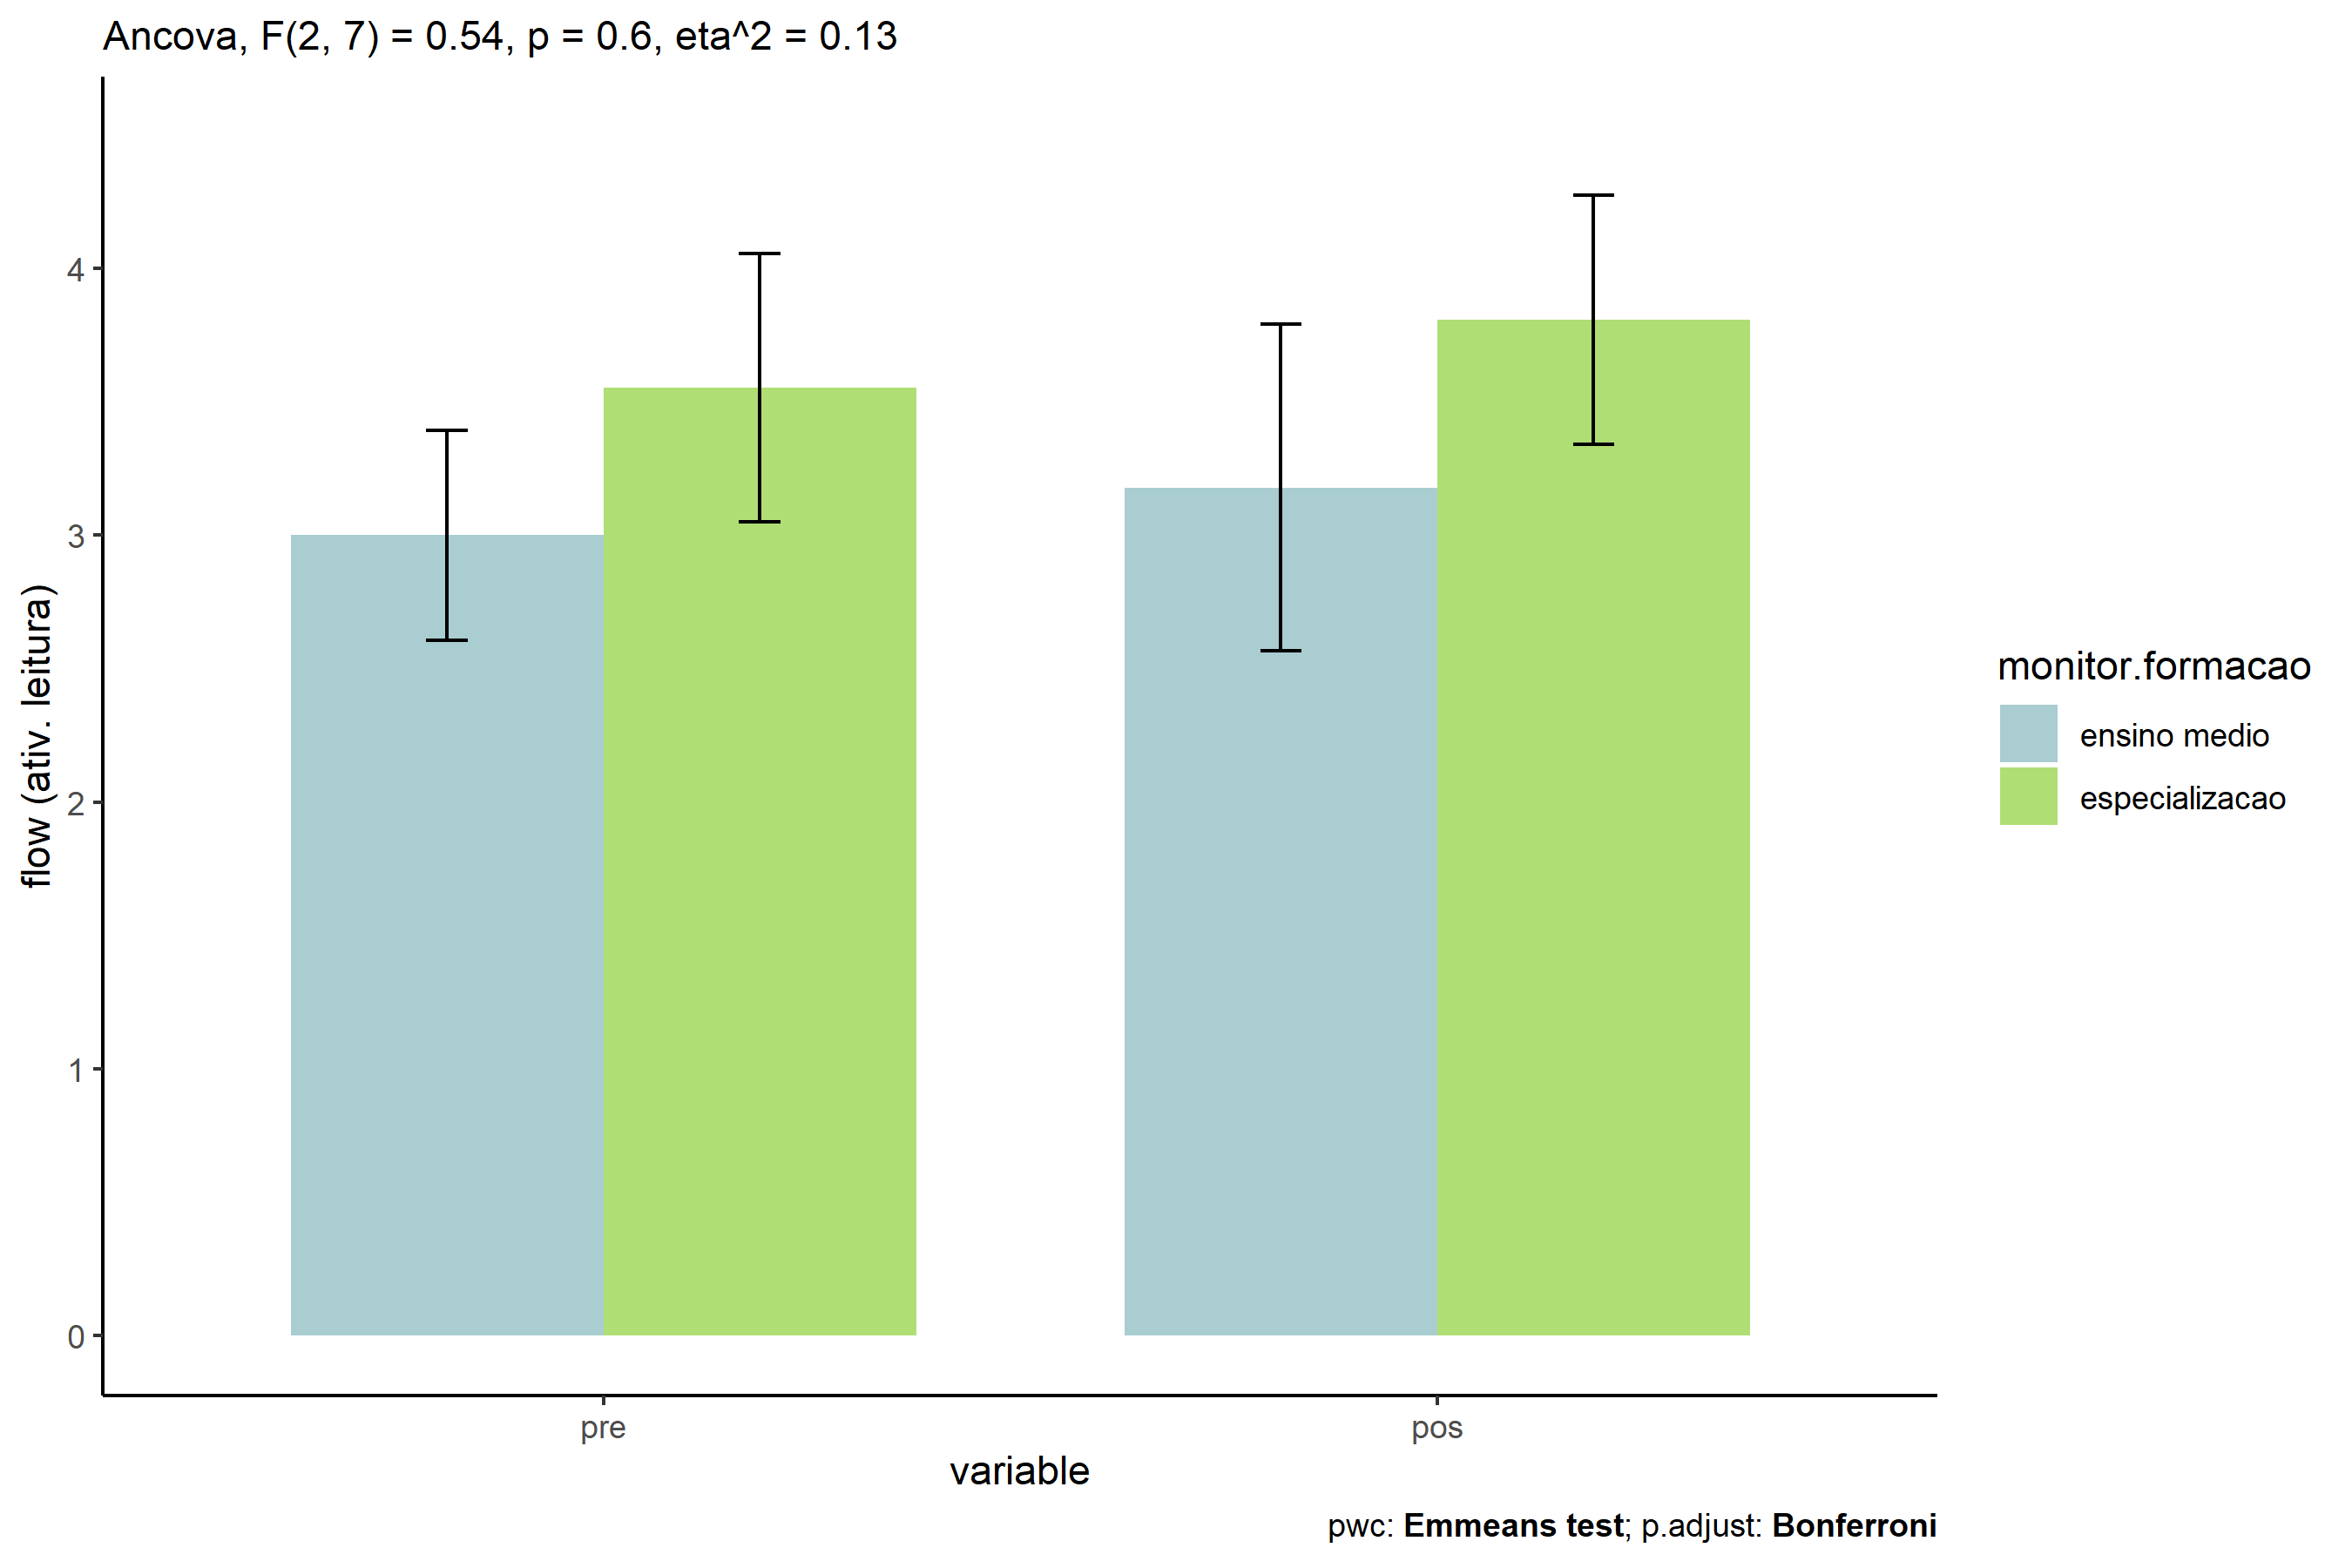 Ancova, F(2, 7) = 0.54, p = 0.6, eta^2 = 0.13
flow (ativ. leitura)
4
3
2
1
0
pre
pos
variable
monitor.formacao
ensino medio
especializacao
pwc: Emmeans test; p.adjust: Bonferroni